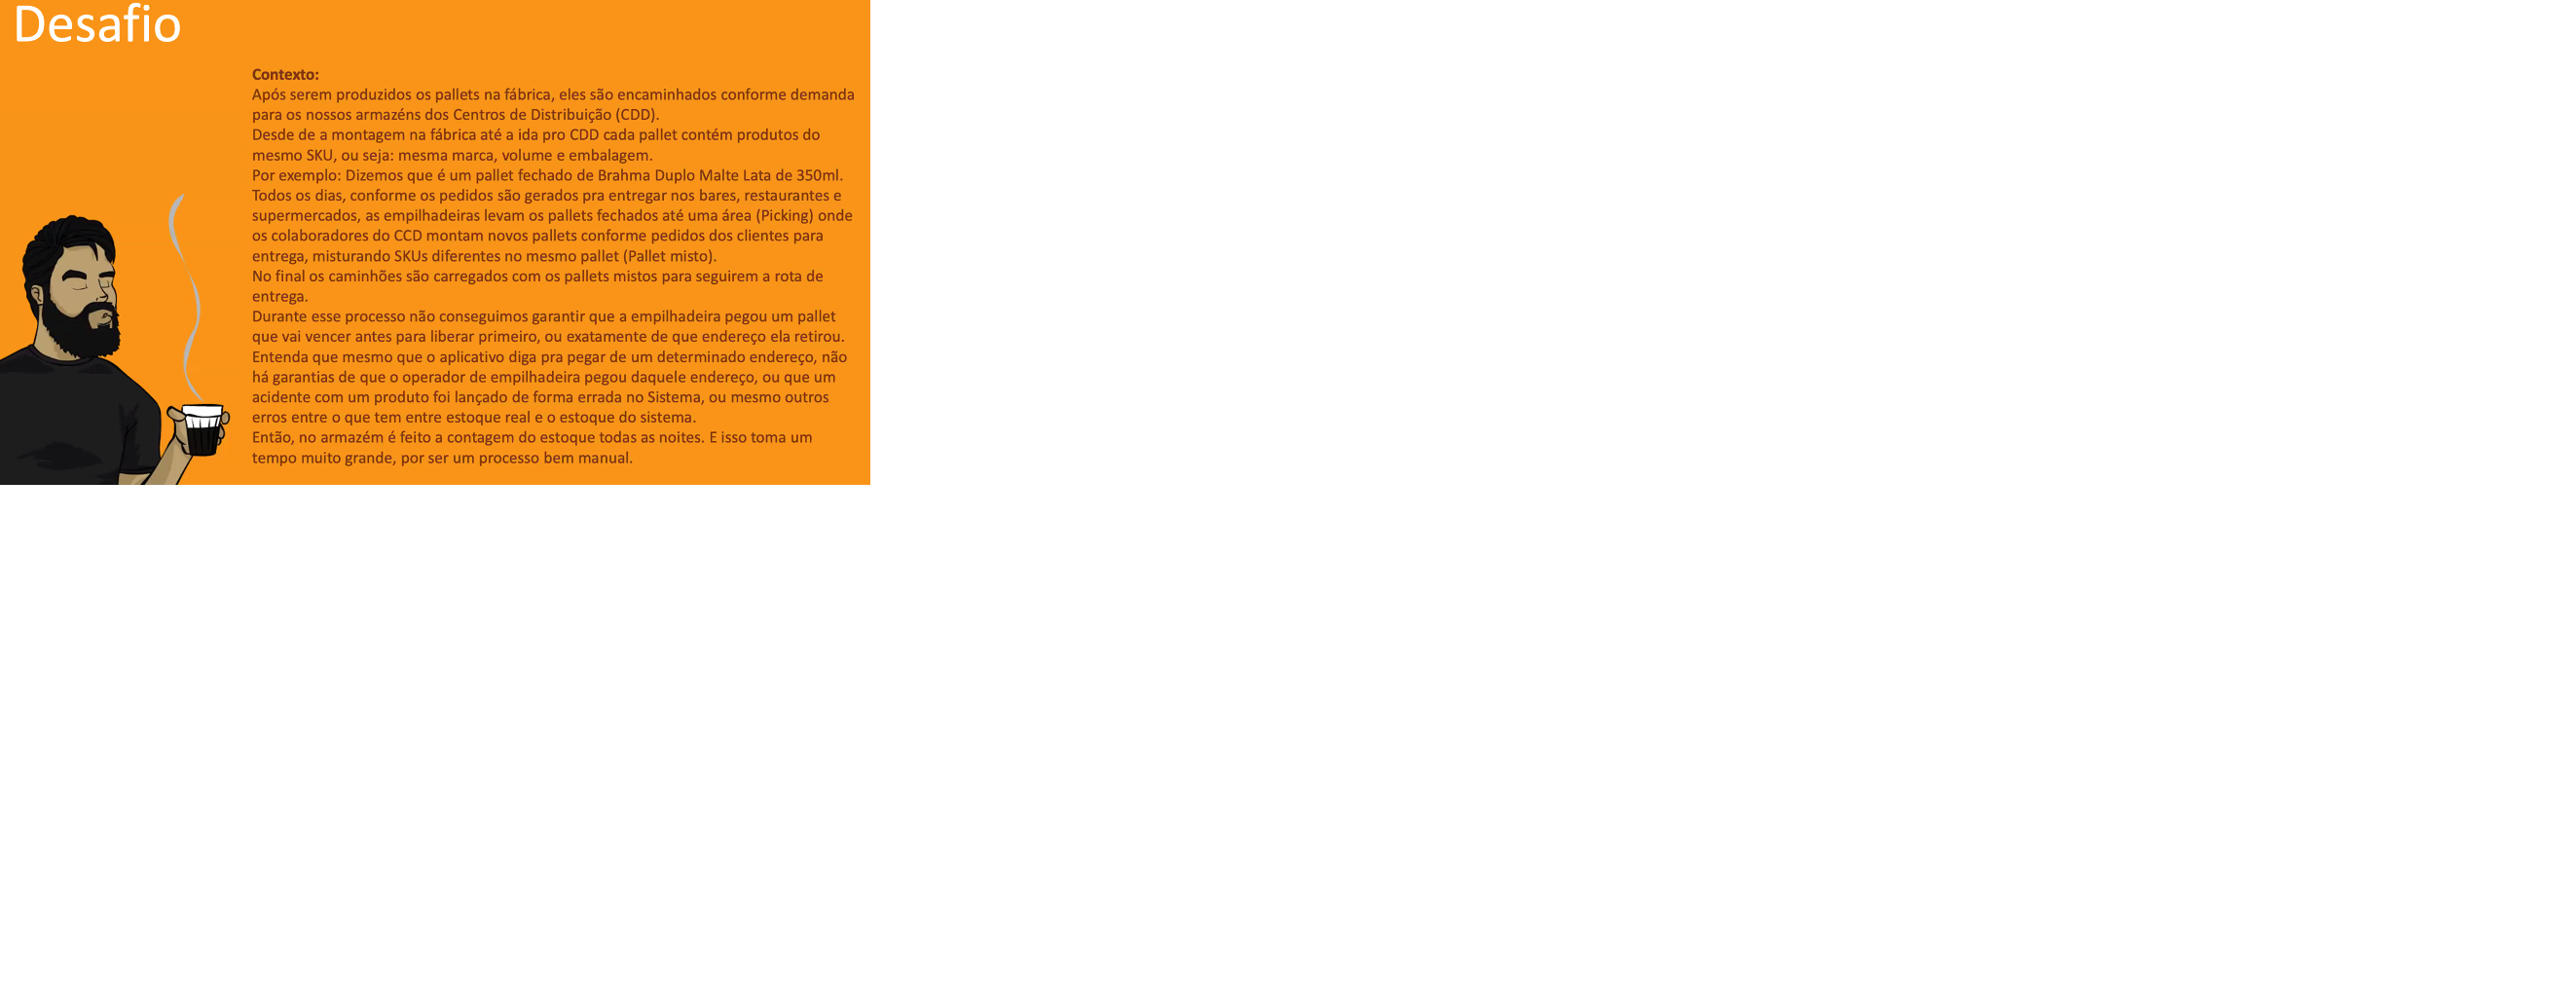 Desafio
Contexto:
Após serem produzidos os pallets na fábrica, eles são encaminhados conforme demanda
para os nossos armazéns dos Centros de Distribuição (CDD).
Desde de a montagem na fábrica até a ida pro CDD cada pallet contém produtos do
mesmo SKU, ou seja: mesma marca, volume e embalagem.
Por exemplo: Dizemos que é um pallet fechado de Brahma Duplo Malte Lata de 350ml.
Todos os dias, conforme os pedidos são gerados pra entregar nos bares, restaurantes e
supermercados, as empilhadeiras levam os pallets fechados até uma área (Picking) onde
os colaboradores do CCD montam novos pallets conforme pedidos dos clientes para
entrega, misturando SKUs diferentes no mesmo pallet (Pallet misto).
No final os caminhões são carregados com os pallets mistos para seguirem a rota de
entrega.
Durante esse processo não conseguimos garantir que a empilhadeira pegou um pallet
que vai vencer antes para liberar primeiro, ou exatamente de que endereço ela retirou.
Entenda que mesmo que o aplicativo diga pra pegar de um determinado endereço, não
há garantias de que o operador de empilhadeira pegou daquele endereço, ou que um
acidente com um produto foi lançado de forma errada no Sistema, ou mesmo outros
erros entre o que tem entre estoque real e o estoque do sistema.
Então, no armazém é feito a contagem do estoque todas as noites. E isso toma um
tempo muito grande, por ser um processo bem manual.